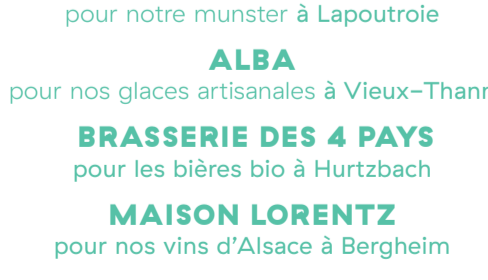 pour notre munster à Lapoutroie
ALBA
pour nos glaces artisanales à Vieux-Thann
BRASSERIE DES 4 PAYS
pour les bières bio à Hurtzbach
MAISON LORENTZ
pour nos vins d'Alsace à Bergheim